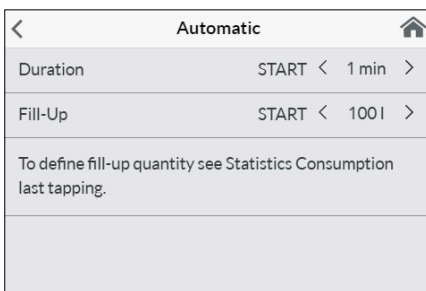 Automatic
Duration START < 1 min >
Fill-Up START < 100 l >
To define fill-up quantity see Statistics Consumption
last tapping.